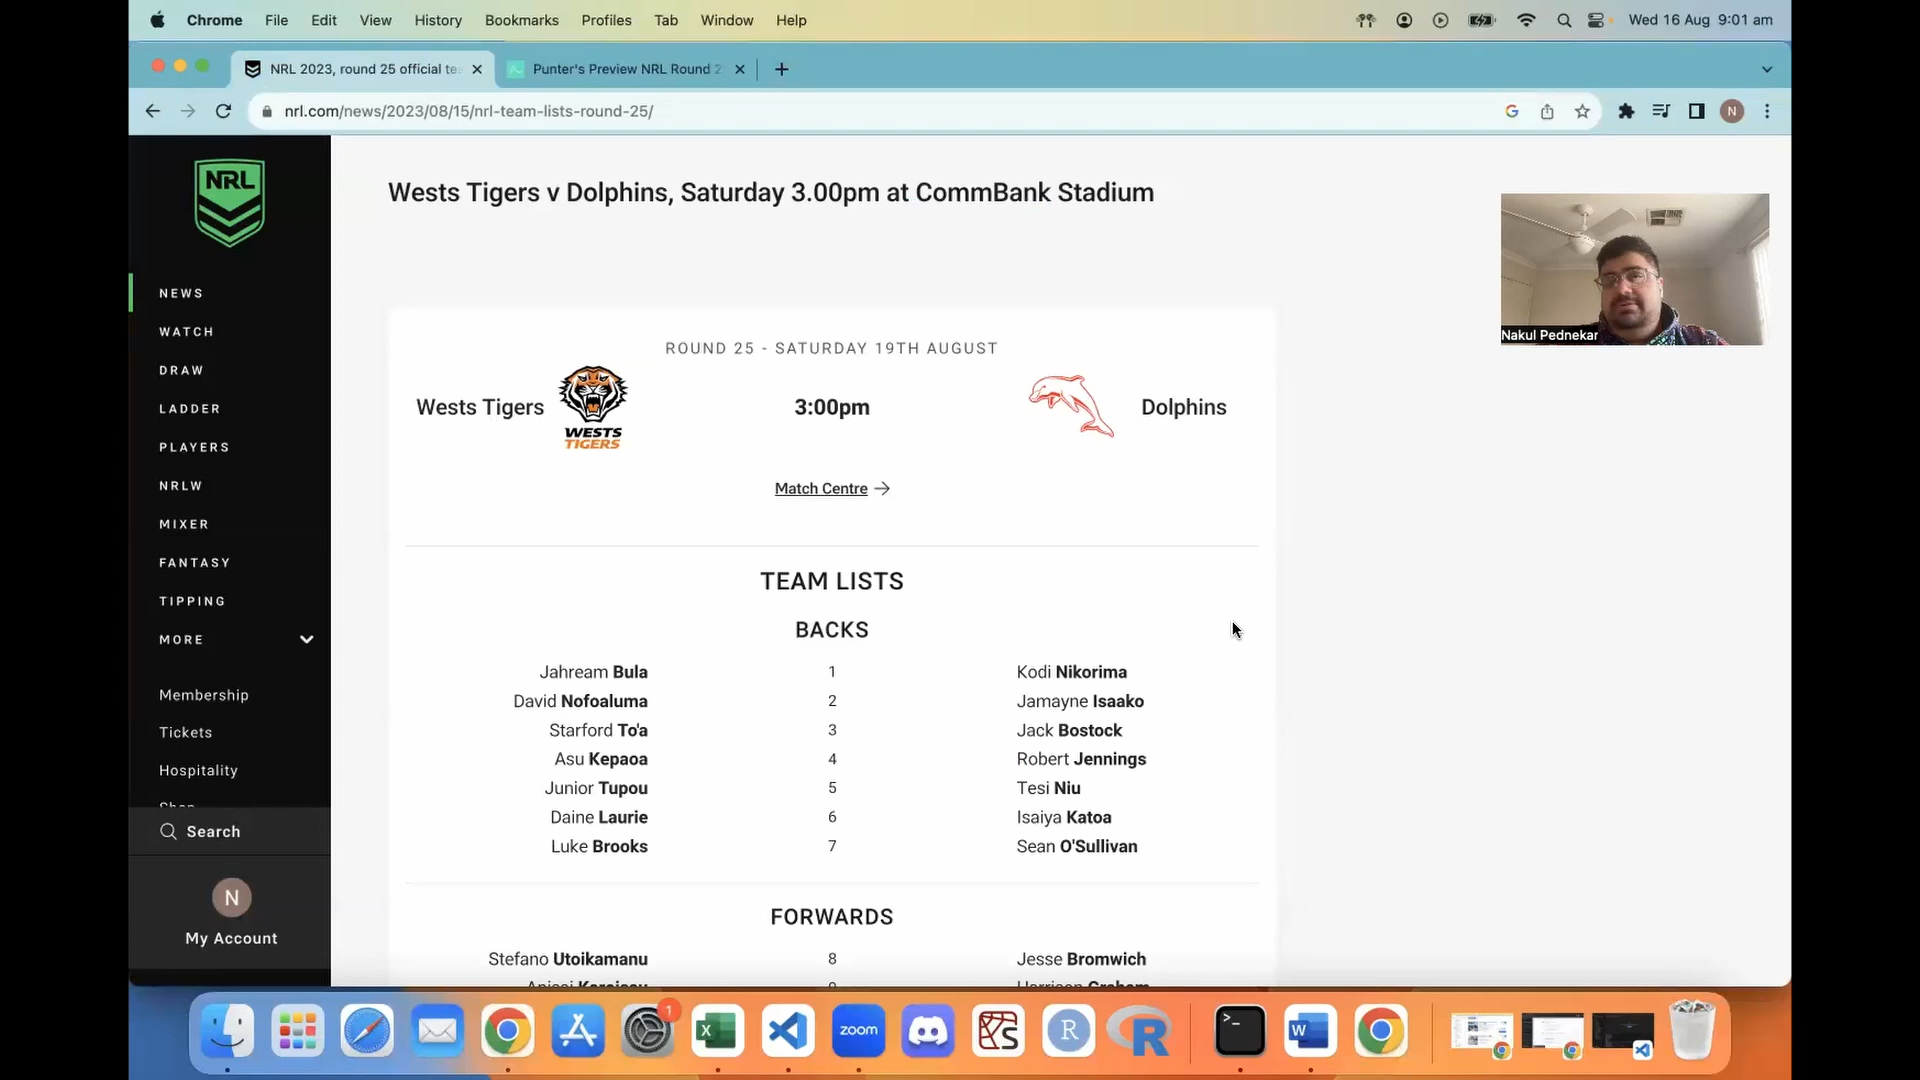 Chrome File Edit View History Bookmarks Profiles Tab Window Help Wed 16 Aug 9:01 am
NRL 2023, round 25 official te Punter's Preview NRL Round 2
nrl.com/news/2023/08/15/nrl-team-lists-round-25/ N
NRL
NEWS
WATCH
DRAW
LADDER
PLAYERS
NRLW
MIXER
FANTASY
TIPPING
MORE
Membership
Tickets
Hospitality
Shop
Search
N
My Account
Wests Tigers v Dolphins, Saturday 3.00pm at CommBank Stadium
Nakul Pednekar
ROUND 25 - SATURDAY 19TH AUGUST
Wests Tigers WESTS TIGERS 3:00pm Dolphins
Match Centre
TEAM LISTS
BACKS
Jahream Bula 1 Kodi Nikorima
David Nofoaluma 2 Jamayne Isaako
Starford To'a 3 Jack Bostock
Asu Kepaoa 4 Robert Jennings
Junior Tupou 5 Tesi Niu
Daine Laurie 6 Isaiya Katoa
Luke Brooks 7 Sean O'Sullivan
FORWARDS
Stefano Utoikamanu 8 Jesse Bromwich
1 X zoom R R >_ W